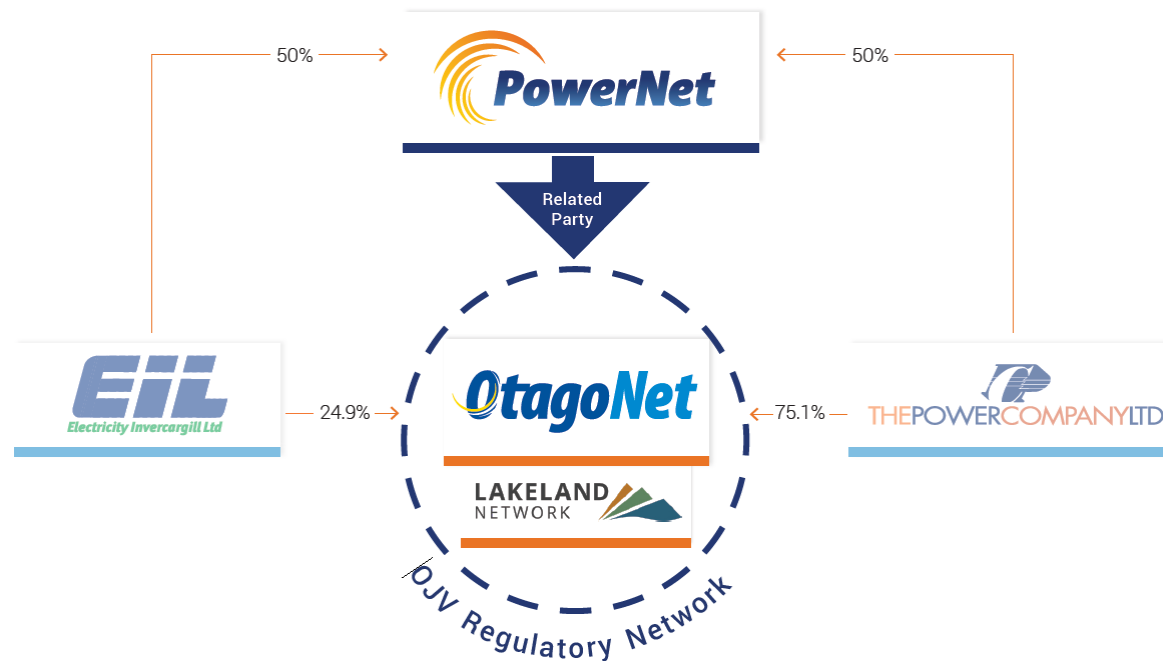 50%
PowerNet
50%
Related
Party
EIL
Electricity Invercargill Ltd
24.9%
OtagoNet
75.1%
THEPOWERCOMPANYLTD
LAKELAND
NETWORK
OJV Regulatory Network